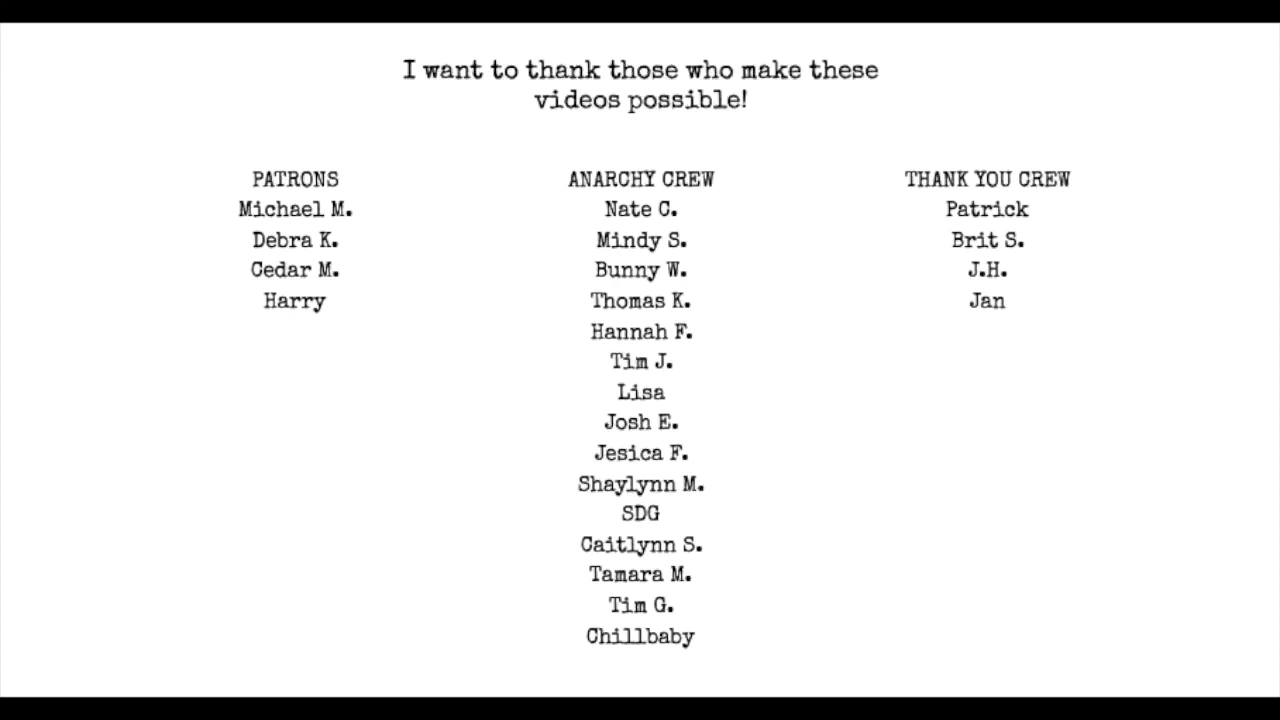 I want to thank those who make these
videos possible!
PATRONS
Michael M.
Debra K.
Cedar M.
Harry
ANARCHY CREW
Nate C.
Mindy S.
Bunny W.
Thomas K.
Hannah F.
Tim J.
Lisa
Josh E.
Jesica F.
Shaylynn M.
SDG
Caitlynn S.
Tamara M.
Tim G.
Chillbaby
THANK YOU CREW
Patrick
Brit S.
J.H.
Jan